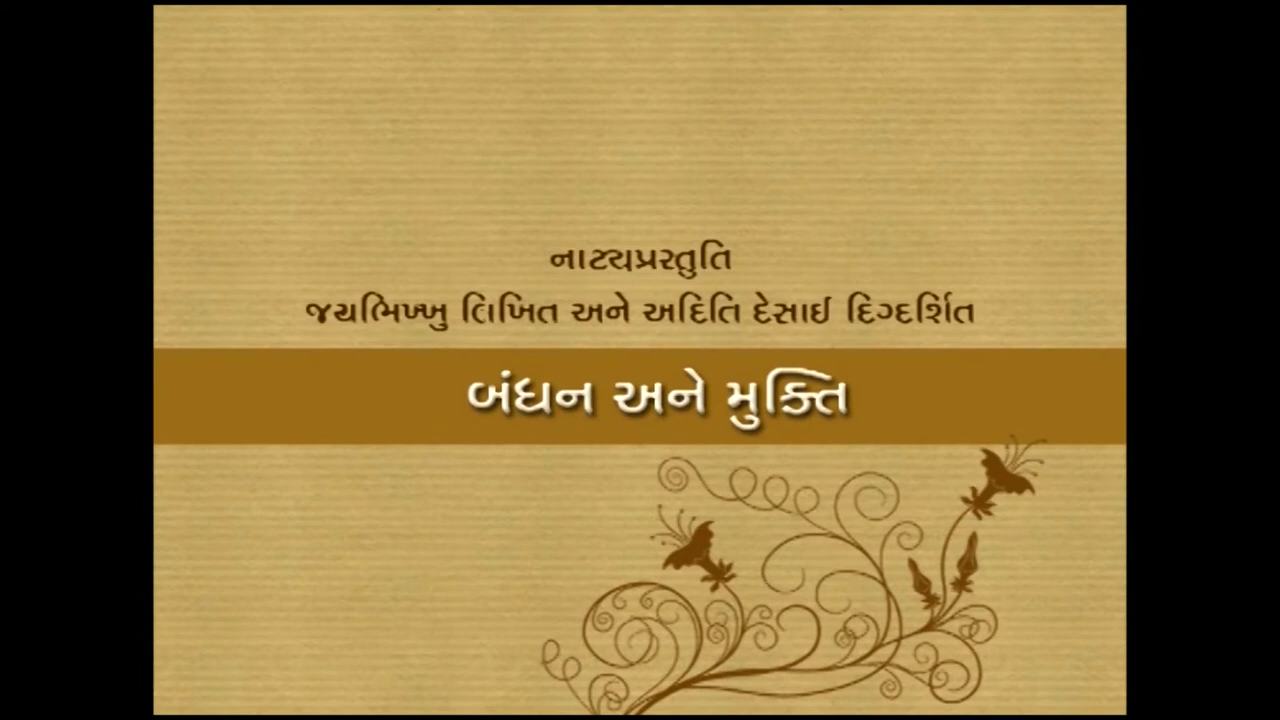 નાટ્યપ્રસ્તુતિ
જયભિખ્ખુ લિખિત અને અદિતિ દેસાઈ દિગ્દર્શિત
બંધન અને મુક્તિ